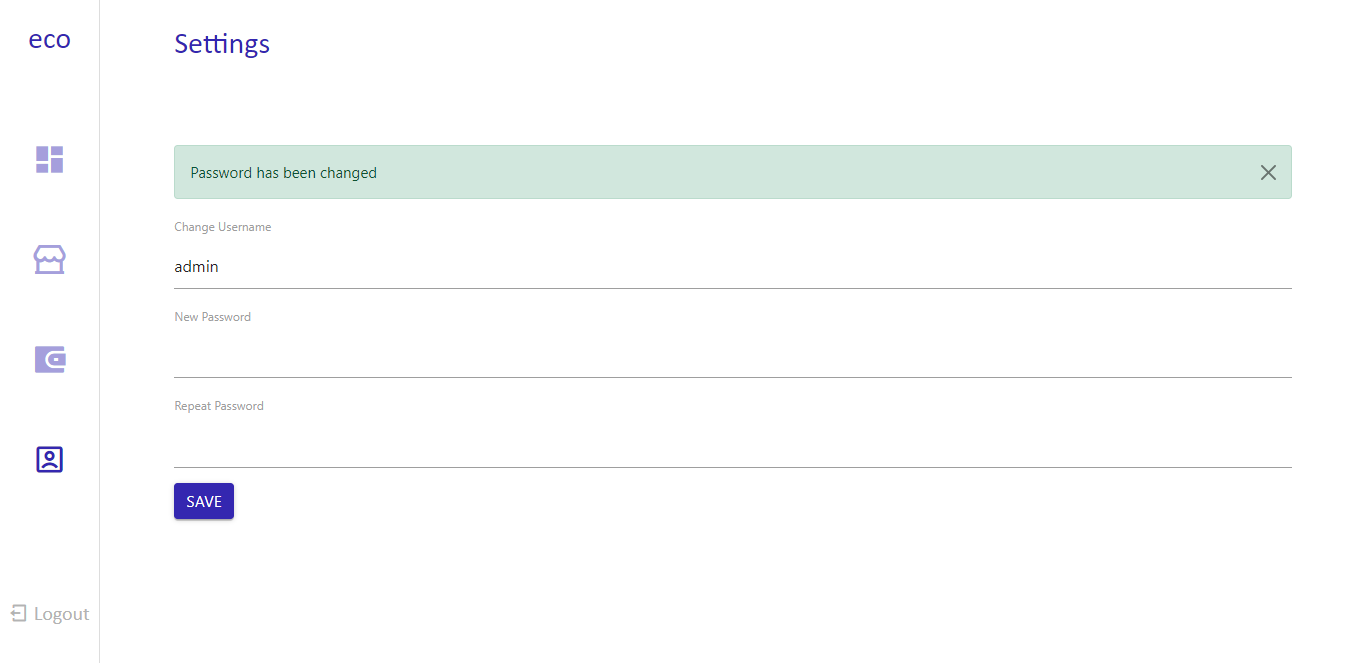 eco
Settings
Password has been changed
Change Username
admin
New Password
Repeat Password
SAVE
Logout